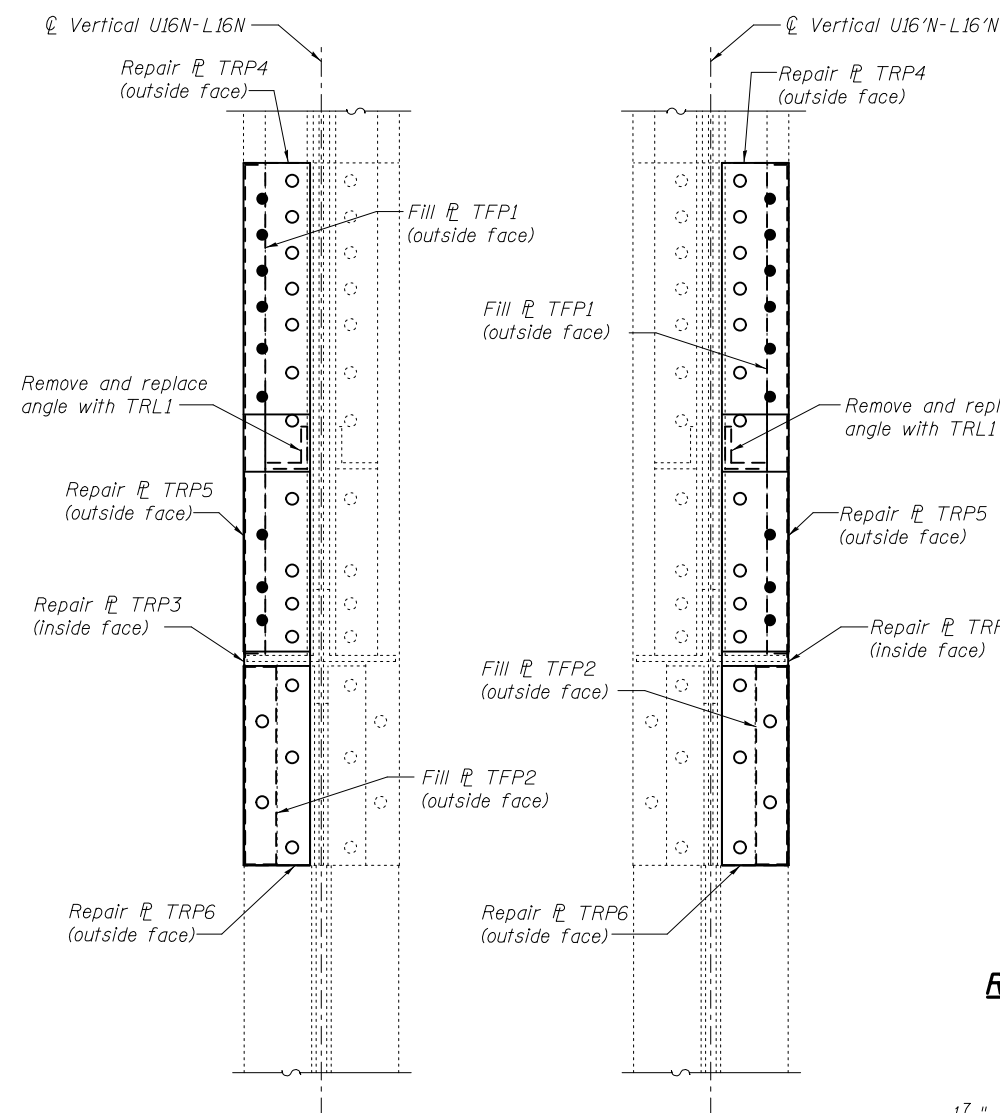 ℄ Vertical U16N-L16N
Repair ⅊ TRP4
(outside face)
Fill ⅊ TFP1
(outside face)
Remove and replace
angle with TRL1
Repair ⅊ TRP5
(outside face)
Repair ⅊ TRP3
(inside face)
Fill ⅊ TFP2
(outside face)
Repair ⅊ TRP6
(outside face)
℄ Vertical U16'N-L16'N
Repair ⅊ TRP4
(outside face)
Fill ⅊ TFP1
(outside face)
Remove and repl
angle with TRL1
Repair ⅊ TRP5
(outside face)
Repair ⅊ TRP
(inside face)
Fill ⅊ TFP2
(outside face)
Repair ⅊ TRP6
(outside face)